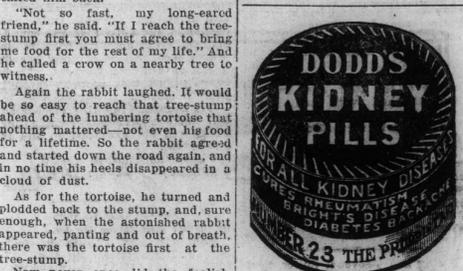 "Not so fast, my long-eared
friend," he said. "If I reach the tree-
stump first you must agree to bring
me food for the rest of my life." And
he called a crow on a nearby tree to
witness.
Again the rabbit laughed. It would
be so easy to reach that tree-stump
ahead of the lumbering tortoise that
nothing mattered—not even his food
for a lifetime. So the rabbit agreed
and started down the road again, and
in no time his heels disappeared in a
cloud of dust.
As for the tortoise, he turned and
plodded back to the stump, and, sure
enough, when the astonished rabbit
appeared, panting and out of breath,
there was the tortoise first at the
tree-stump.
DODD'S
KIDNEY
PILLS
FOR ALL KIDNEY DISEASES
CURES RHEUMATISM
BRIGHT'S DISEASE
DIABETES BACK
23 THE PR